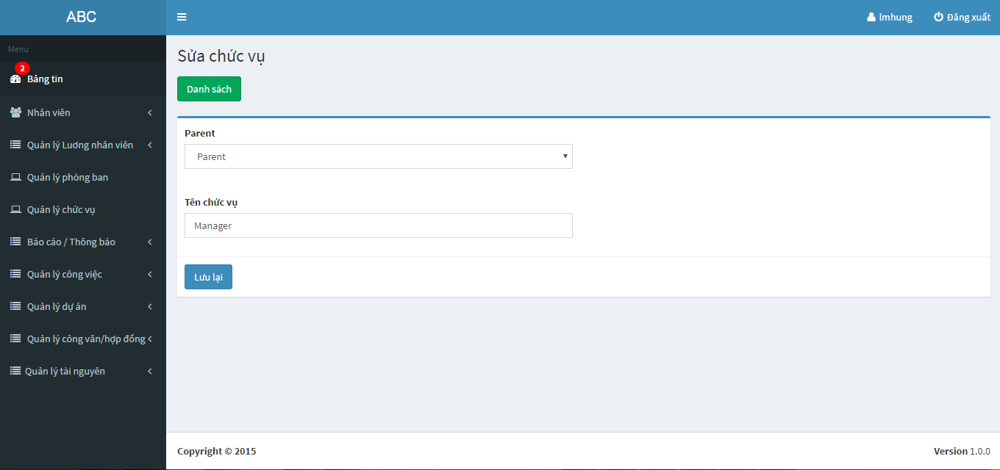 ABC
lmhung
Đăng xuất
Menu
2
Bảng tin
Nhân viên
Quản lý Lương nhân viên
Quản lý phòng ban
Quản lý chức vụ
Báo cáo / Thông báo
Quản lý công việc
Quản lý dự án
Quản lý công văn/hợp đồng
Quản lý tài nguyên
Sửa chức vụ
Danh sách
Parent
Parent
Tên chức vụ
Manager
Lưu lại
Copyright © 2015
Version 1.0.0